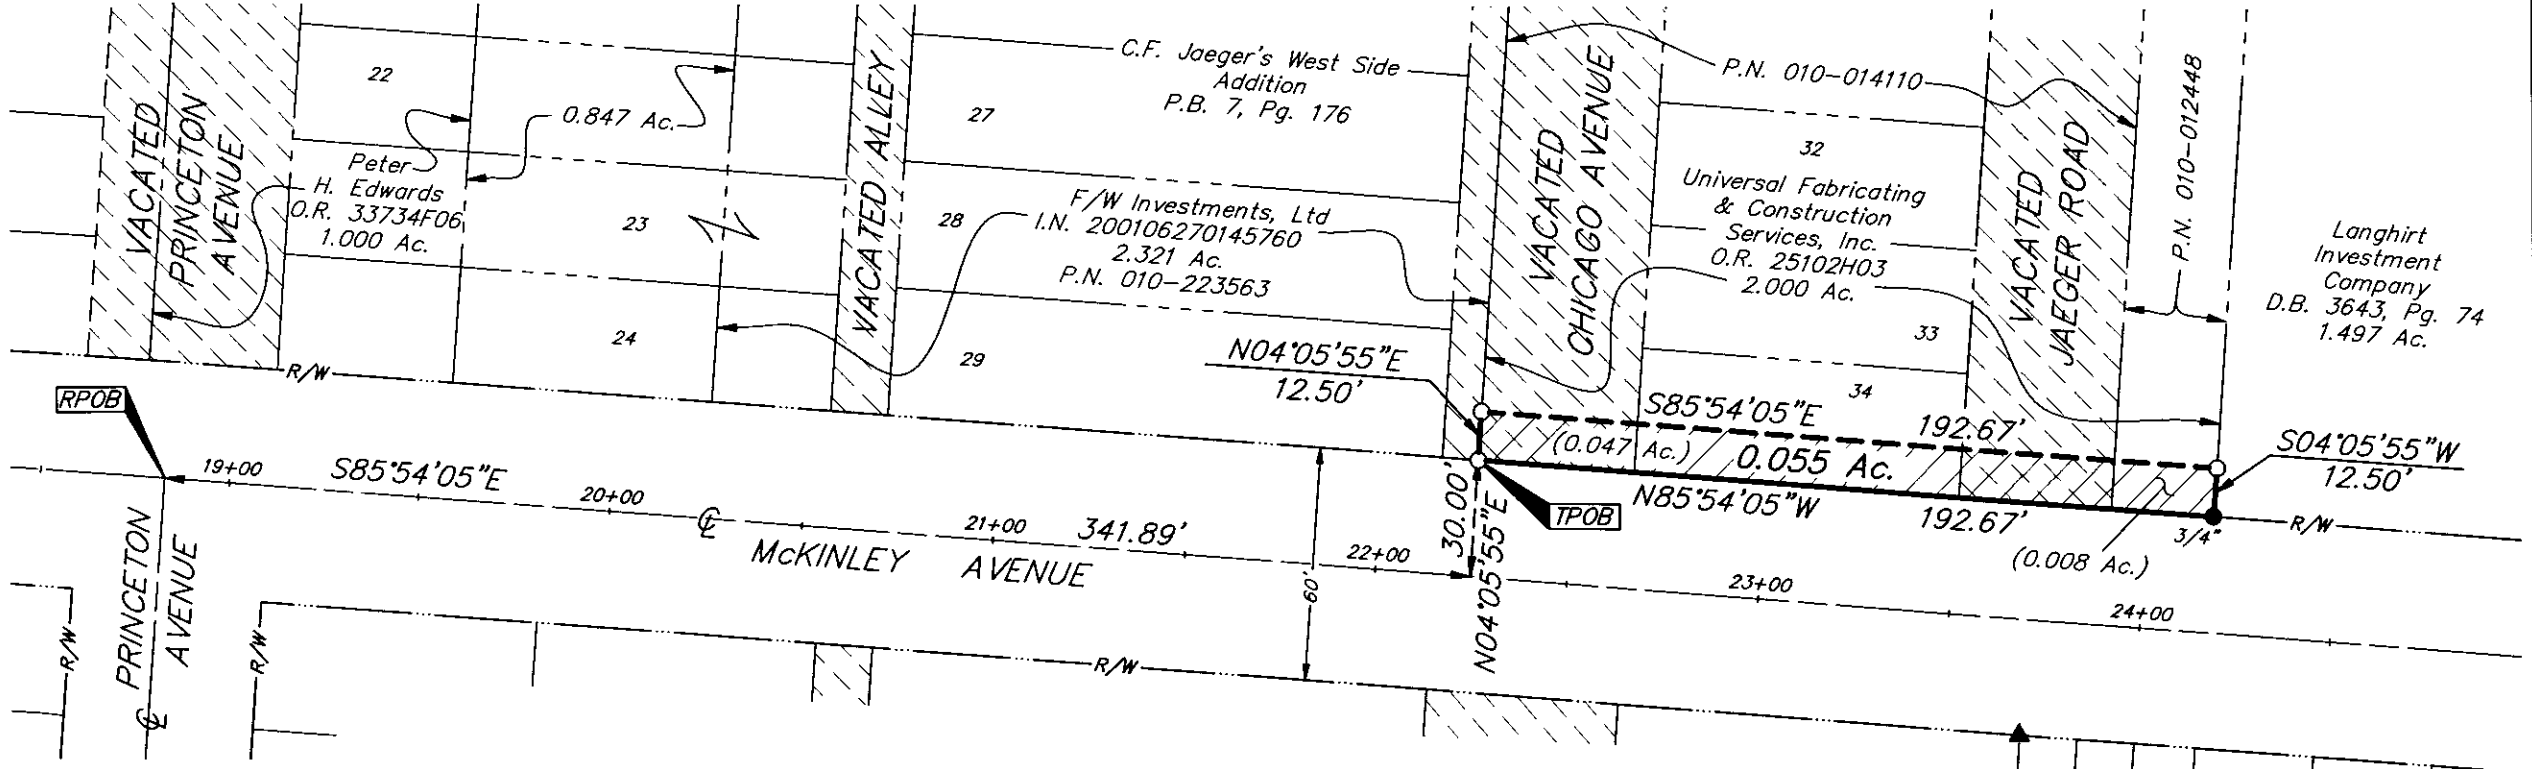 VACATED
PRINCETON
AVENUE
22
Peter
H. Edwards
O.R. 33734F06
1.000 Ac.
0.847 Ac.
23
24
VACATED ALLEY
27
28
29
C.F. Jaeger's West Side
Addition
P.B. 7, Pg. 176
F/W Investments, Ltd
I.N. 200106270145760
2.321 Ac.
P.N. 010-223563
VACATED
CHICAGO AVENUE
P.N. 010-014110
32
Universal Fabricating
& Construction
Services, Inc.
O.R. 25102H03
2.000 Ac.
33
34
VACATED
JAEGER ROAD
P.N. 010-012448
Langhirt
Investment
Company
D.B. 3643, Pg. 74
1.497 Ac.
N04°05'55"E
12.50'
S85°54'05"E
192.67'
(0.047 Ac.)
0.055 Ac.
S04°05'55"W
12.50'
N85°54'05"W
192.67'
3/4"
R/W
(0.008 Ac.)
R/W
RPOB
TPOB
19+00
S85°54'05"E
20+00
℄
21+00
341.89'
22+00
30.00'
N04°05'55"E
23+00
24+00
McKINLEY AVENUE
60'
PRINCETON
AVENUE
℄
R/W
R/W
R/W